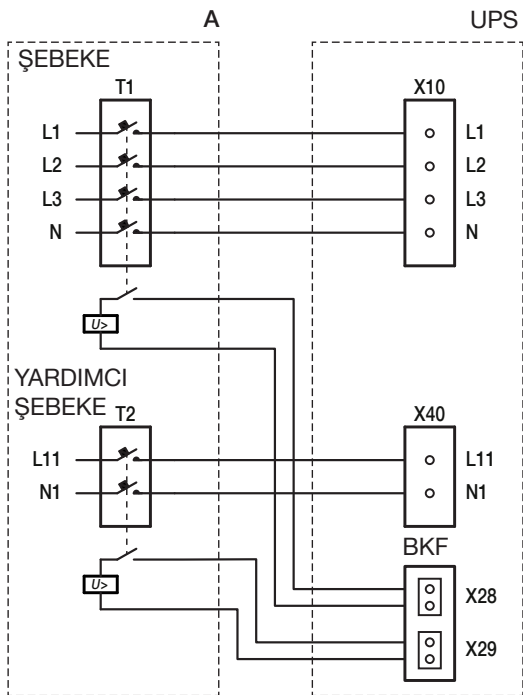 A UPS
ŞEBEKE
T1 X10
L1 L1
L2 L2
L3 L3
N N
U>
YARDIMCI
ŞEBEKE T2 X40
L11 L11
N1 N1
BKF
U> X28
X29